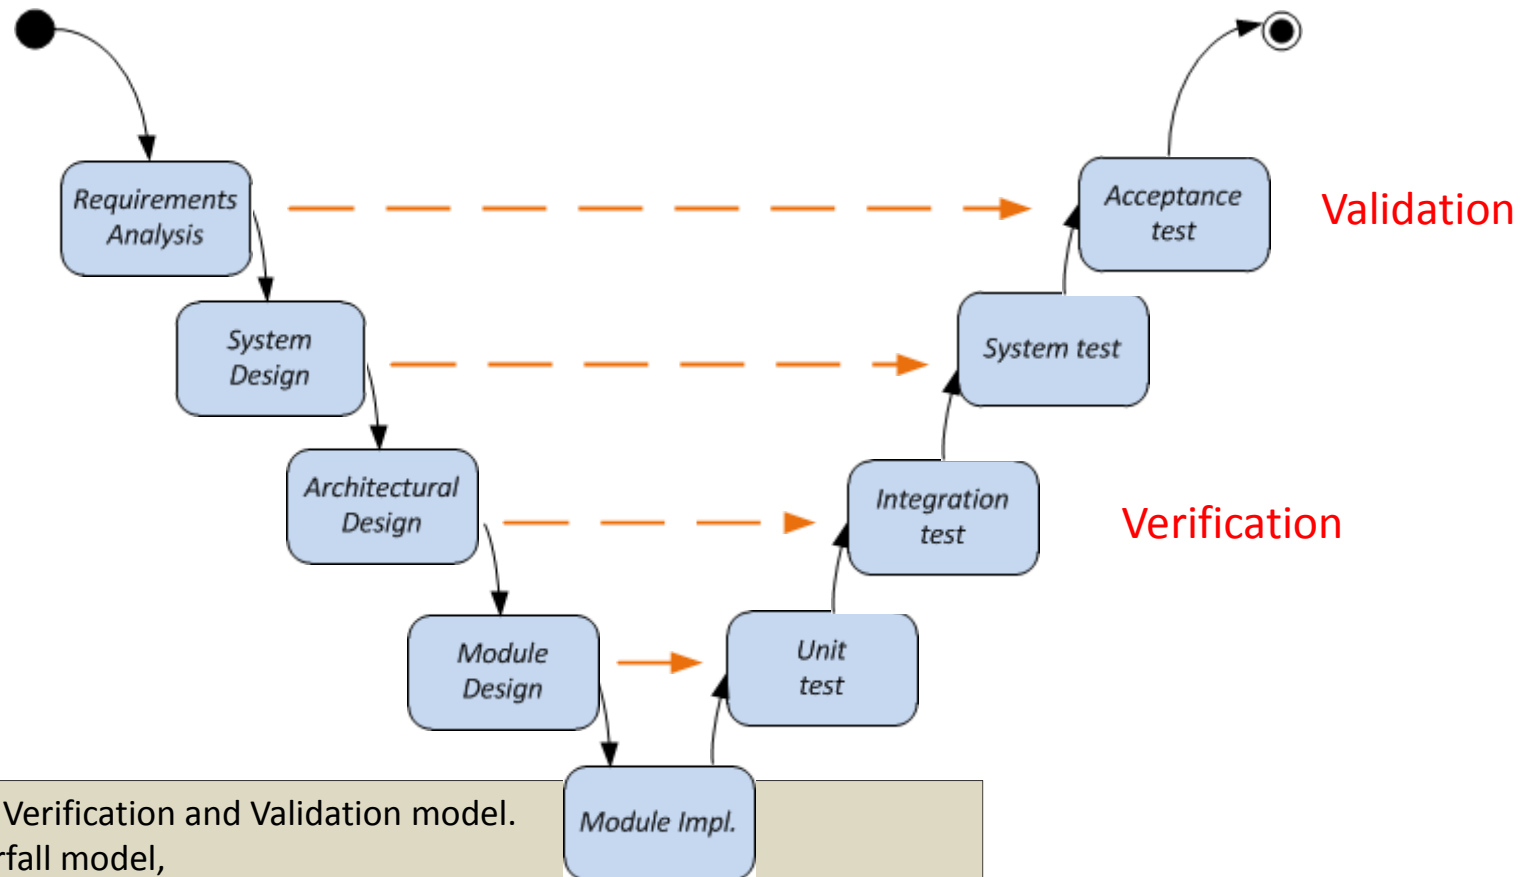 Requirements
Analysis
Acceptance
test
Validation
System
Design
System test
Architectural
Design
Integration
test
Verification
Module
Design
Unit
test
Verification and Validation model.
Module Impl.
rfall model,